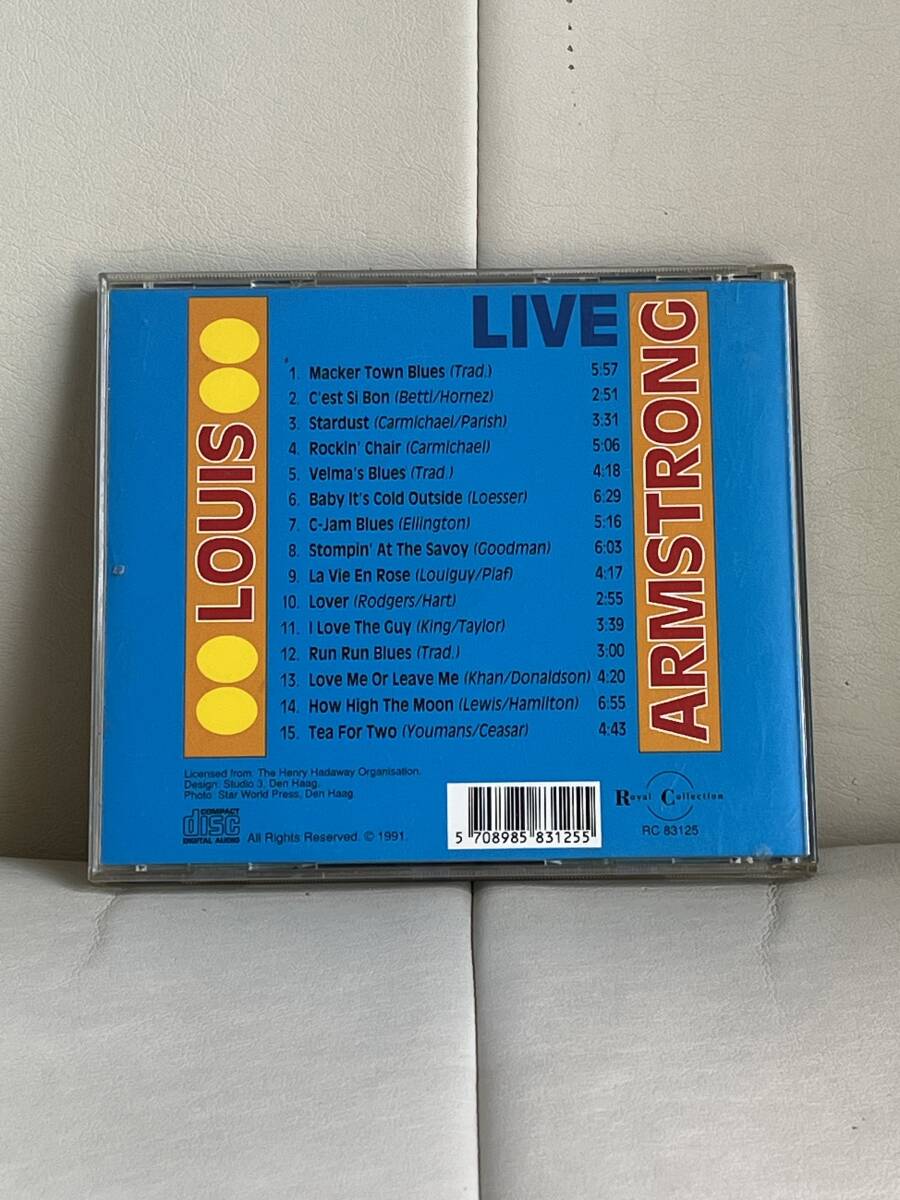 LIVE
LOUIS
ARMSTRONG
1. Macker Town Blues (Trad.) 5:57
2. C'est Si Bon (Betti/Hornez) 2:51
3. Stardust (Carmichael/Parish) 3:31
4. Rockin' Chair (Carmichael) 5:06
5. Velma's Blues (Trad.) 4:18
6. Baby It's Cold Outside (Loesser) 6:29
7. C-Jam Blues (Ellington) 5:16
8. Stompin' At The Savoy (Goodman) 6:03
9. La Vie En Rose (Loulguy/Piaf) 4:17
10. Lover (Rodgers/Hart) 2:55
11. I Love The Guy (King/Taylor) 3:39
12. Run Run Blues (Trad.) 3:00
13. Love Me Or Leave Me (Khan/Donaldson) 4:20
14. How High The Moon (Lewis/Hamilton) 6:55
15. Tea For Two (Youmans/Ceasar) 4:43
Licensed from: The Henry Hadaway Organisation.
Design: Studio 3, Den Haag.
Photo: Star World Press, Den Haag.
COMPACT
disc
DIGITAL AUDIO
All Rights Reserved. © 1991.
5 708985 831255
Royal Collection
RC 83125